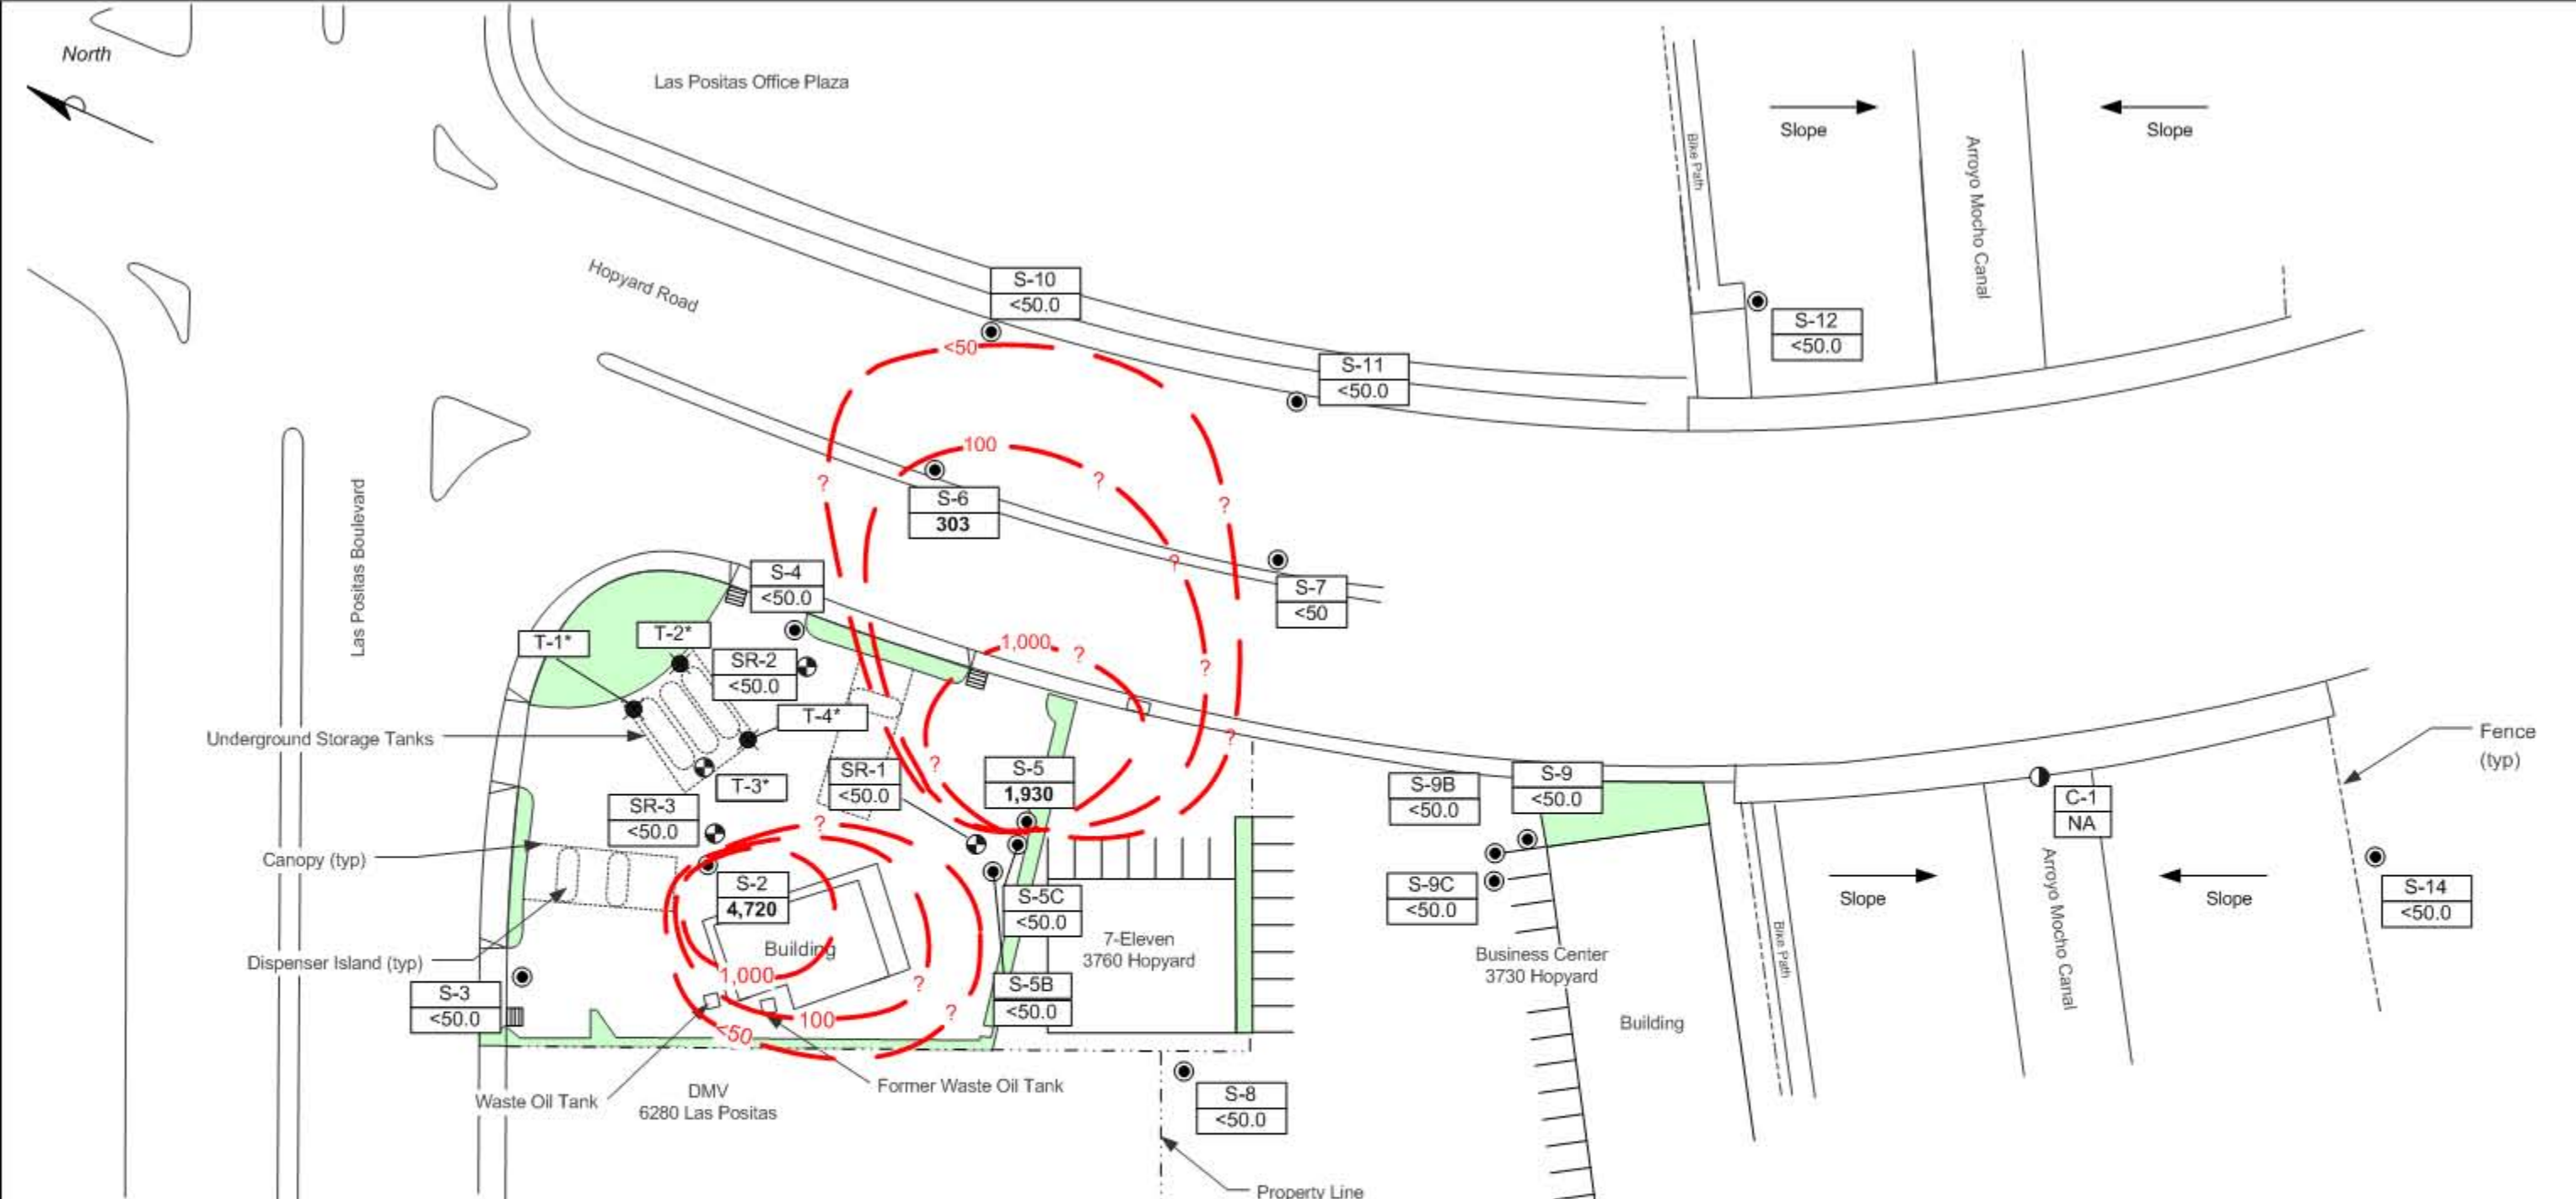 North
Las Positas Office Plaza
Slope
Slope
Bike Path
Arroyo Mocho Canal
Hopyard Road
S-10
<50.0
S-12
<50.0
<50
S-11
<50.0
100
?
?
?
S-6
303
Las Positas Boulevard
?
S-4
<50.0
S-7
<50
T-1*
T-2*
1,000
?
?
SR-2
<50.0
T-4*
Underground Storage Tanks
?
Fence
(typ)
SR-1
<50.0
?
S-5
1,930
S-9B
<50.0
S-9
<50.0
T-3*
C-1
NA
SR-3
<50.0
?
Canopy (typ)
S-2
4,720
S-5C
<50.0
S-9C
<50.0
Slope
Slope
S-14
<50.0
Arroyo Mocho Canal
Bike Path
Building
7-Eleven
3760 Hopyard
Business Center
3730 Hopyard
Dispenser Island (typ)
1,000
?
S-3
<50.0
S-5B
<50.0
100
<50
?
Building
Waste Oil Tank
DMV
6280 Las Positas
Former Waste Oil Tank
S-8
<50.0
Property Line